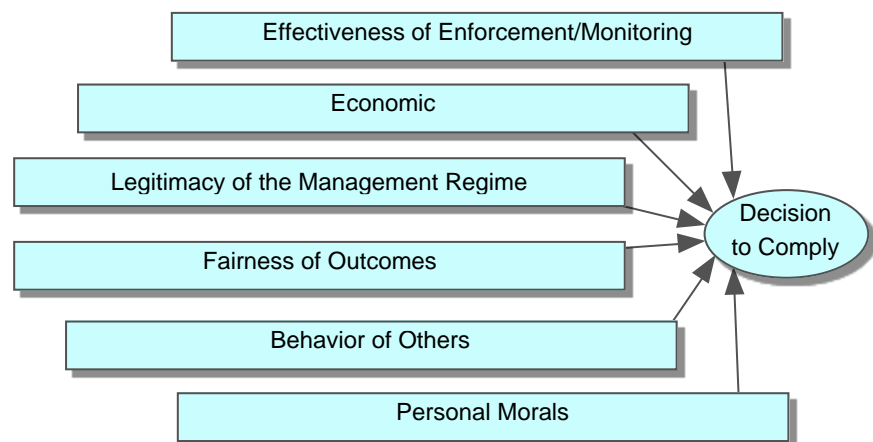 Effectiveness of Enforcement/Monitoring
Economic
Legitimacy of the Management Regime
Fairness of Outcomes
Behavior of Others
Personal Morals
Decision
to Comply